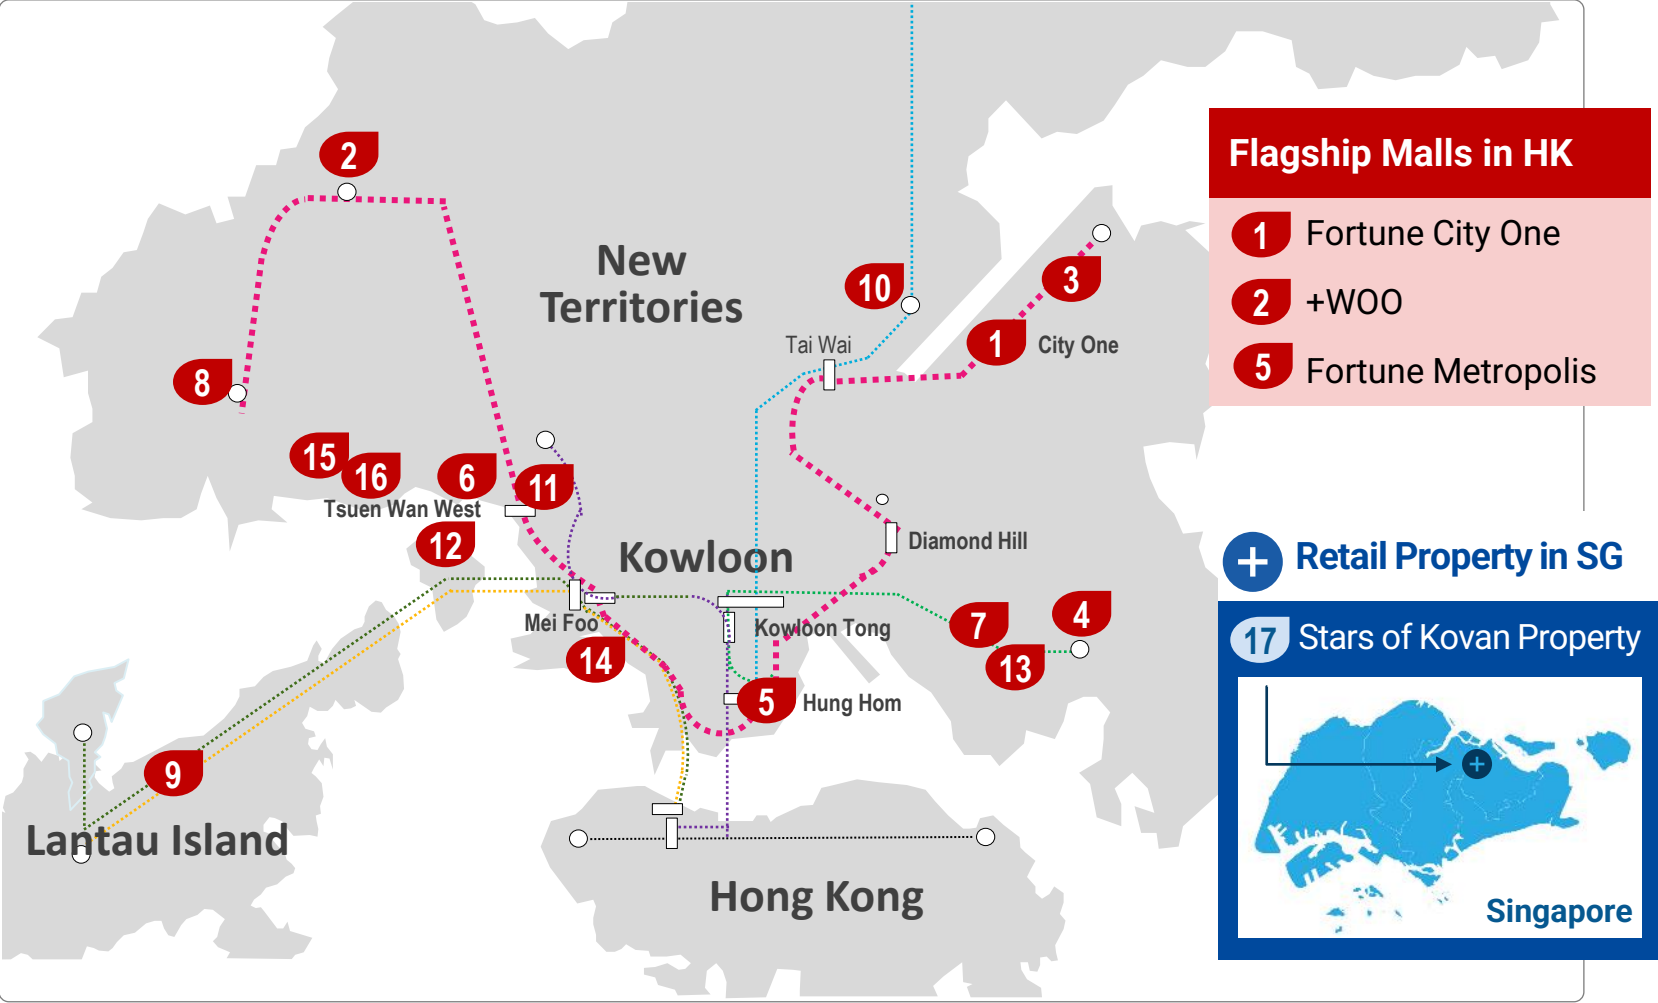 2
New
Territories
10
3
Tai Wai
1
City One
8
15
16
6
11
Tsuen Wan West
12
Diamond Hill
Kowloon
Mei Foo
Kowloon Tong
7
4
14
13
5
Hung Hom
9
Lantau Island
Hong Kong
Flagship Malls in HK
1 Fortune City One
2 +WOO
5 Fortune Metropolis
+ Retail Property in SG
17 Stars of Kovan Property
+
Singapore